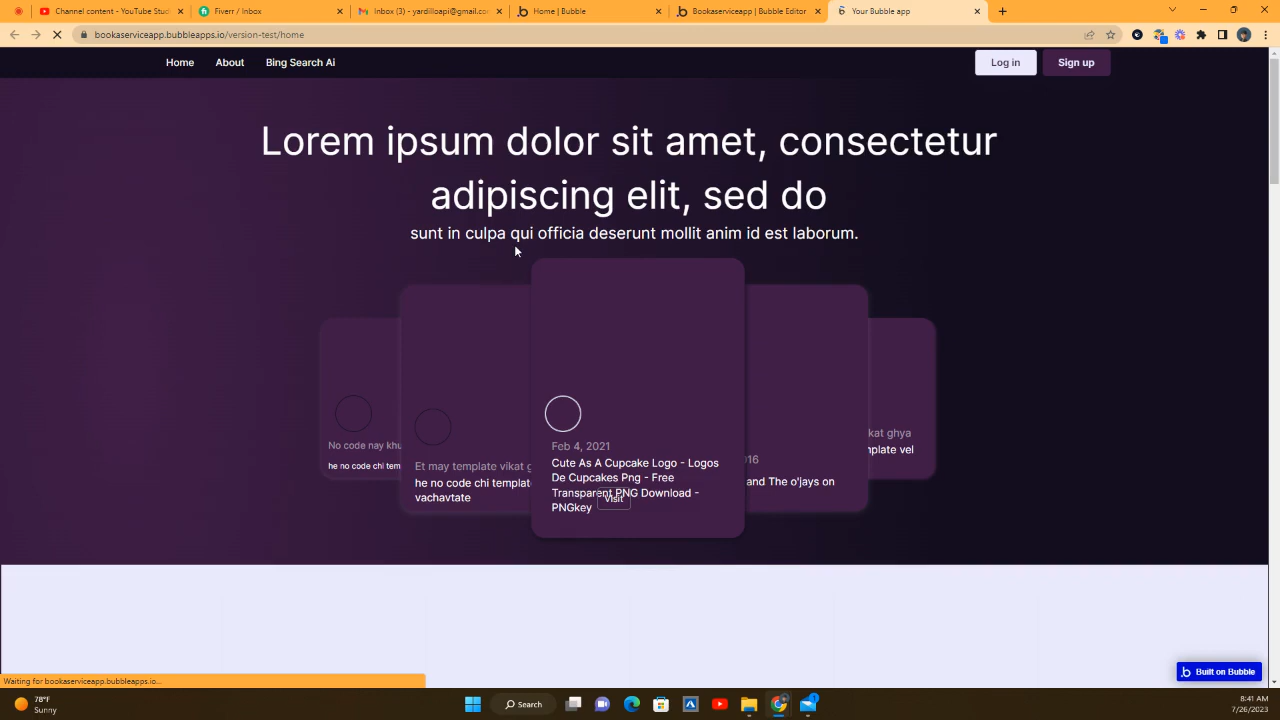 Channel content - YouTube Stud
Fiverr / Inbox
Inbox (3) - yardilloapi@gmail.co
Home | Bubble
Bookaserviceapp | Bubble Editor
Your Bubble app
bookaserviceapp.bubbleapps.io/version-test/home
Home
About
Bing Search Ai
Log in
Sign up
Lorem ipsum dolor sit amet, consectetur
adipiscing elit, sed do
sunt in culpa qui officia deserunt mollit anim id est laborum.
No code nay khu
he no code chi tem
Et may template vikat g
he no code chi templat
vachavtate
Feb 4, 2021
Cute As A Cupcake Logo - Logos
De Cupcakes Png - Free
Transparent PNG Download -
PNGkey
Visit
16
and The o'jays on
kat ghya
nplate vel
Built on Bubble
Waiting for bookaserviceapp.bubbleapps.io...
78°F
Sunny
Search
1
8:41 AM
7/26/2023